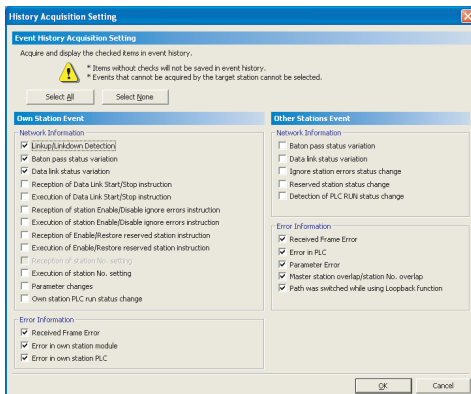 History Acquisition Setting
Event History Acquisition Setting
Acquire and display the checked items in event history.
* Items without checks will not be saved in event history.
* Events that cannot be acquired by the target station cannot be selected.
Select All
Select None
Own Station Event
Network Information
Linkup/Linkdown Detection
Baton pass status variation
Data link status variation
Reception of Data Link Start/Stop instruction
Execution of Data Link Start/Stop instruction
Reception of station Enable/Disable ignore errors instruction
Execution of station Enable/Disable ignore errors instruction
Reception of Enable/Restore reserved station instruction
Execution of Enable/Restore reserved station instruction
Reception of station No. setting
Execution of station No. setting
Parameter changes
Own station PLC run status change
Error Information
Received Frame Error
Error in own station module
Error in own station PLC
Other Stations Event
Network Information
Baton pass status variation
Data link status variation
Ignore station errors status change
Reserved station status change
Detection of PLC RUN status change
Error Information
Received Frame Error
Error in PLC
Parameter Error
Master station overlap/station No. overlap
Path was switched while using Loopback function
OK
Cancel